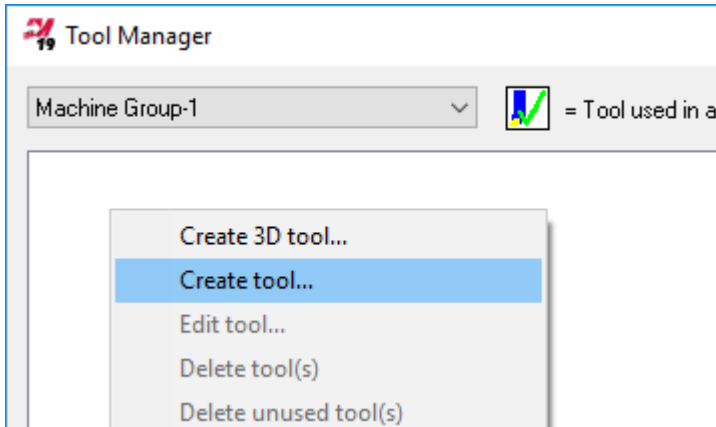 19 Tool Manager
Machine Group-1
= Tool used in a
Create 3D tool...
Create tool...
Edit tool...
Delete tool(s)
Delete unused tool(s)